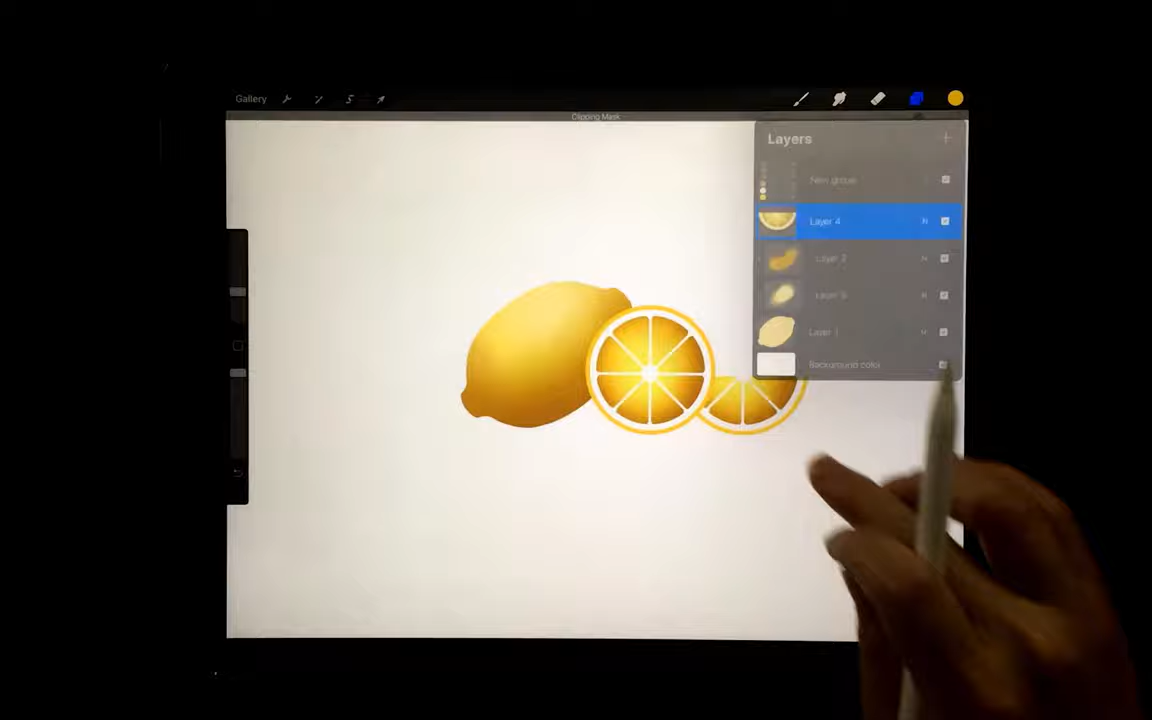 Gallery
Clipping Mask
Layers
New group
Layer 4 N
Layer 2 N
Layer 3 N
Layer 1 N
Background color